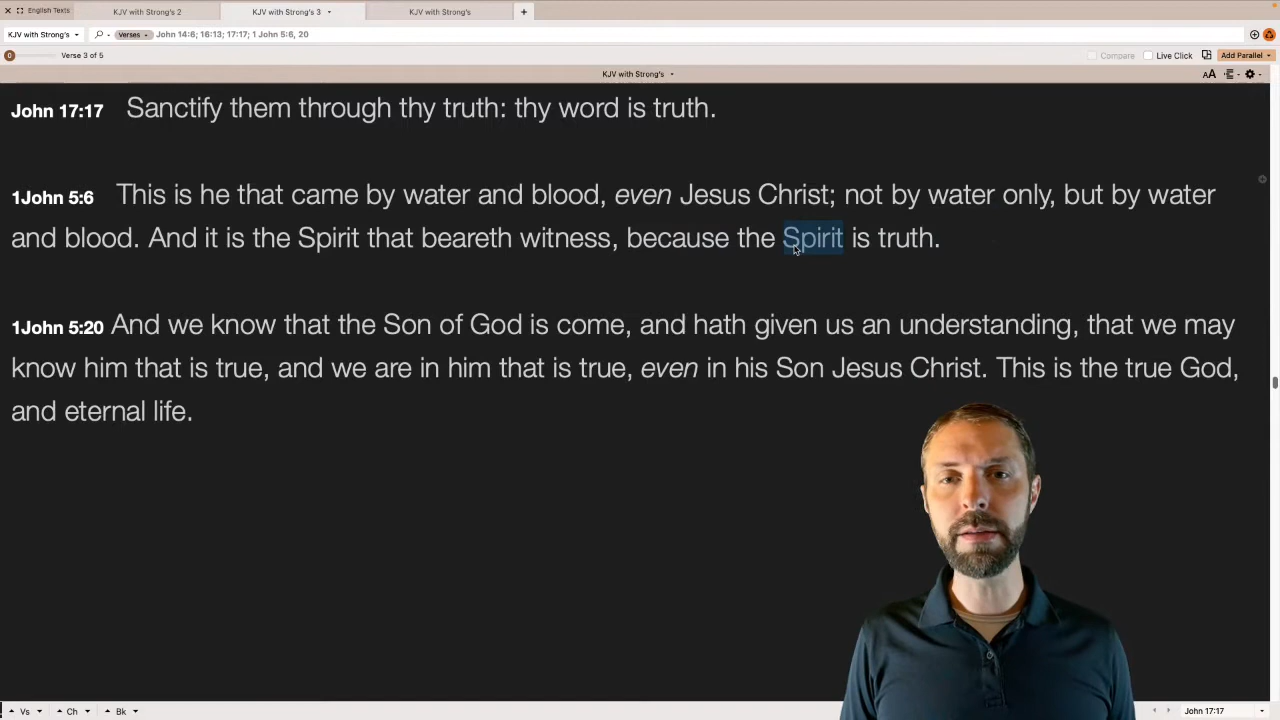 English Texts
KJV with Strong's 2
KJV with Strong's 3
KJV with Strong's
KJV with Strong's
Verses
John 14:6; 16:13; 17:17; 1 John 5:6, 20
0
Verse 3 of 5
Compare
Live Click
Add Parallel
KJV with Strong's
AA
John 17:17 Sanctify them through thy truth: thy word is truth.
1John 5:6 This is he that came by water and blood, even Jesus Christ; not by water only, but by water
and blood. And it is the Spirit that beareth witness, because the Spirit is truth.
1John 5:20 And we know that the Son of God is come, and hath given us an understanding, that we may
know him that is true, and we are in him that is true, even in his Son Jesus Christ. This is the true God,
and eternal life.
Vs
Ch
Bk
John 17:17